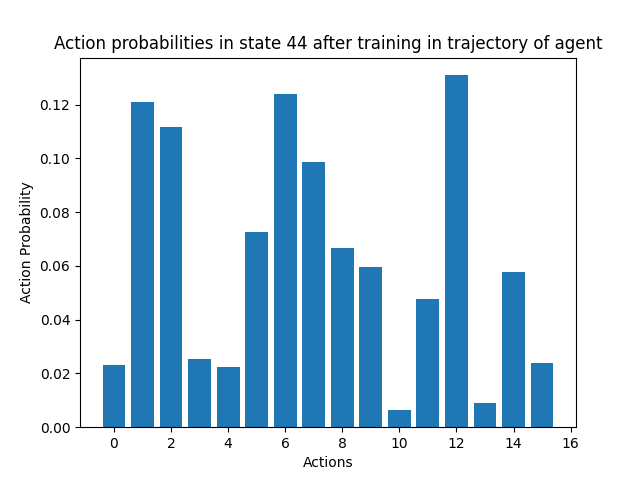 Action probabilities in state 44 after training in trajectory of agent
0.12
0.10
0.08
0.06
0.04
0.02
0.00
Action Probability
0 2 4 6 8 10 12 14 16
Actions